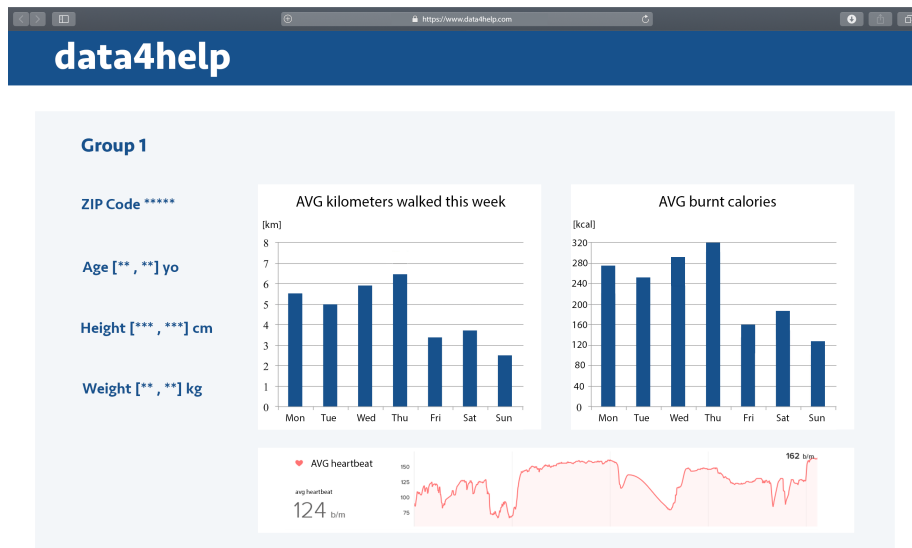 https://www.data4help.com
data4help
Group 1
ZIP Code *****
Age [** , **] yo
Height [*** , ***] cm
Weight [** , **] kg
AVG kilometers walked this week
[km]
8
7
6
5
4
3
2
1
0
Mon Tue Wed Thu Fri Sat Sun
AVG burnt calories
[kcal]
320
280
240
200
160
120
80
40
0
Mon Tue Wed Thu Fri Sat Sun
AVG heartbeat
avg heartbeat
124 b/m
162 b/m
150
125
100
75